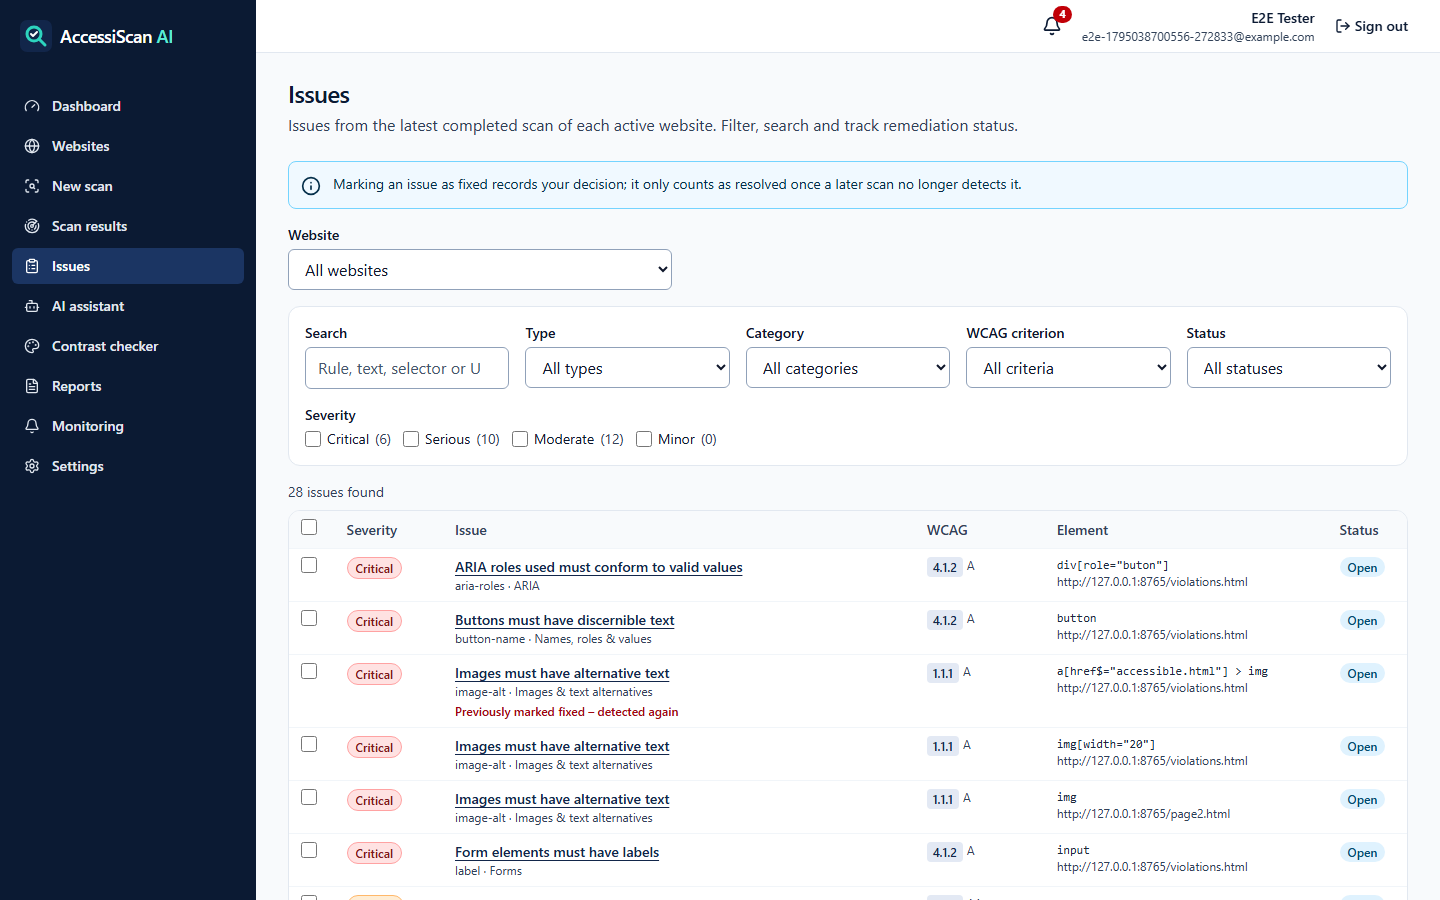 AccessiScan AI
4
E2E Tester
e2e-1795038700556-272833@example.com
Sign out
Dashboard
Websites
New scan
Scan results
Issues
AI assistant
Contrast checker
Reports
Monitoring
Settings
Issues
Issues from the latest completed scan of each active website. Filter, search and track remediation status.
Marking an issue as fixed records your decision; it only counts as resolved once a later scan no longer detects it.
Website
All websites
Search Type Category WCAG criterion Status
Rule, text, selector or U All types All categories All criteria All statuses
Severity
Critical (6) Serious (10) Moderate (12) Minor (0)
28 issues found
Severity Issue WCAG Element Status
Critical ARIA roles used must conform to valid values 4.1.2 A div[role="buton"] Open
aria-roles · ARIA http://127.0.0.1:8765/violations.html
Critical Buttons must have discernible text 4.1.2 A button Open
button-name · Names, roles & values http://127.0.0.1:8765/violations.html
Critical Images must have alternative text 1.1.1 A a[href$="accessible.html"] > img Open
image-alt · Images & text alternatives http://127.0.0.1:8765/violations.html
Previously marked fixed – detected again
Critical Images must have alternative text 1.1.1 A img[width="20"] Open
image-alt · Images & text alternatives http://127.0.0.1:8765/violations.html
Critical Images must have alternative text 1.1.1 A img Open
image-alt · Images & text alternatives http://127.0.0.1:8765/page2.html
Critical Form elements must have labels 4.1.2 A input Open
label · Forms http://127.0.0.1:8765/violations.html